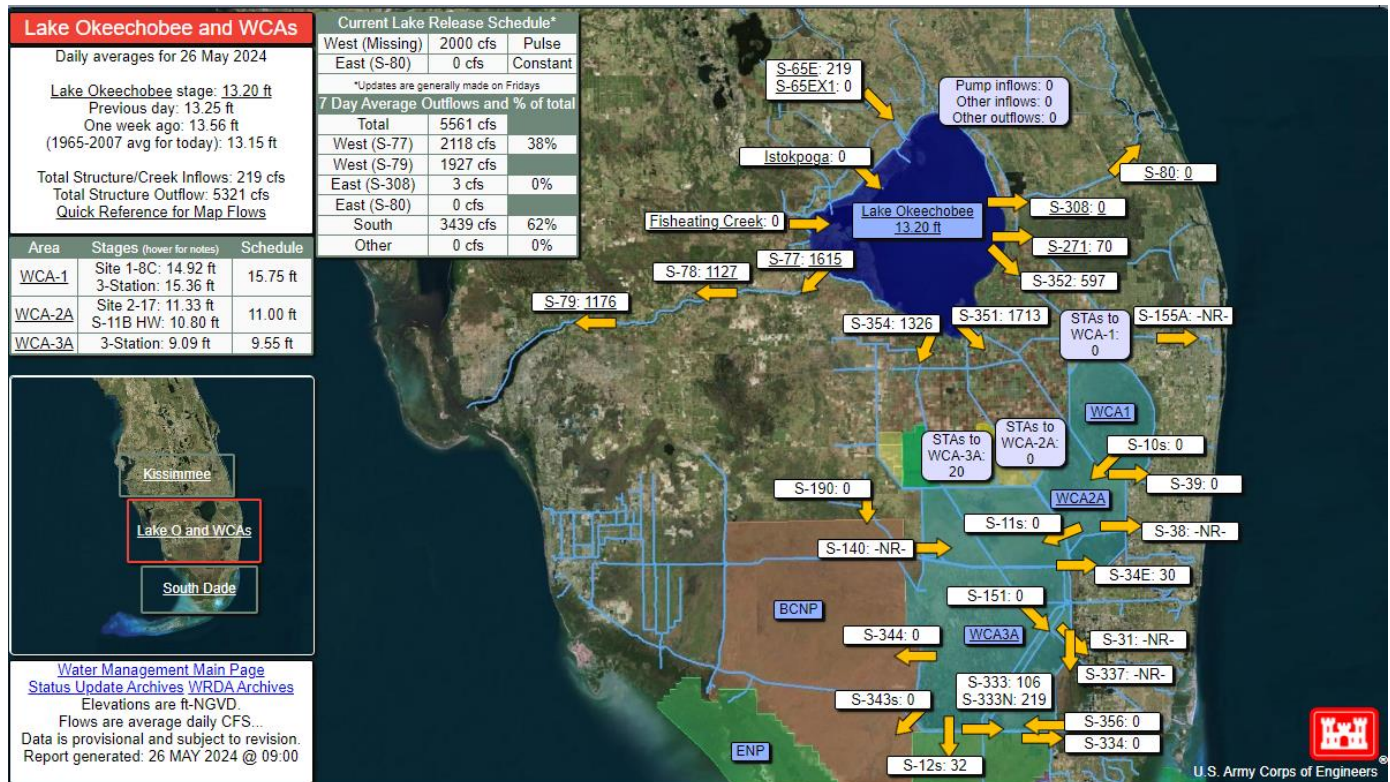 Lake Okeechobee and WCAs
Daily averages for 26 May 2024
Lake Okeechobee stage: 13.20 ft
Previous day: 13.25 ft
One week ago: 13.56 ft
(1965-2007 avg for today): 13.15 ft
Total Structure/Creek Inflows: 219 cfs
Total Structure Outflow: 5321 cfs
Quick Reference for Map Flows
Area Stages (hover for notes) Schedule
WCA-1 Site 1-8C: 14.92 ft 15.75 ft
3-Station: 15.36 ft
WCA-2A Site 2-17: 11.33 ft 11.00 ft
S-11B HW: 10.80 ft
WCA-3A 3-Station: 9.09 ft 9.55 ft
Current Lake Release Schedule*
West (Missing) 2000 cfs Pulse
East (S-80) 0 cfs Constant
*Updates are generally made on Fridays
7 Day Average Outflows and % of total
Total 5561 cfs
West (S-77) 2118 cfs 38%
West (S-79) 1927 cfs
East (S-308) 3 cfs 0%
East (S-80) 0 cfs
South 3439 cfs 62%
Other 0 cfs 0%
Kissimmee
Lake O and WCAs
South Dade
Water Management Main Page
Status Update Archives WRDA Archives
Elevations are ft-NGVD.
Flows are average daily CFS...
Data is provisional and subject to revision.
Report generated: 26 MAY 2024 @ 09:00
S-65E: 219
S-65EX1: 0
Pump inflows: 0
Other inflows: 0
Other outflows: 0
Istokpoga: 0
S-80: 0
Fisheating Creek: 0
Lake Okeechobee
13.20 ft
S-308: 0
S-271: 70
S-352: 597
S-77: 1615
S-78: 1127
S-79: 1176
S-354: 1326
S-351: 1713
STAs to
WCA-1:
0
S-155A: -NR-
WCA1
STAs to
WCA-3A:
20
STAs to
WCA-2A:
0
S-10s: 0
S-39: 0
WCA2A
S-190: 0
S-11s: 0
S-38: -NR-
S-140: -NR-
S-34E: 30
BCNP
S-151: 0
S-344: 0
WCA3A
S-31: -NR-
S-337: -NR-
S-333: 106
S-333N: 219
S-343s: 0
S-356: 0
S-334: 0
ENP
S-12s: 32
®
U.S. Army Corps of Engineers